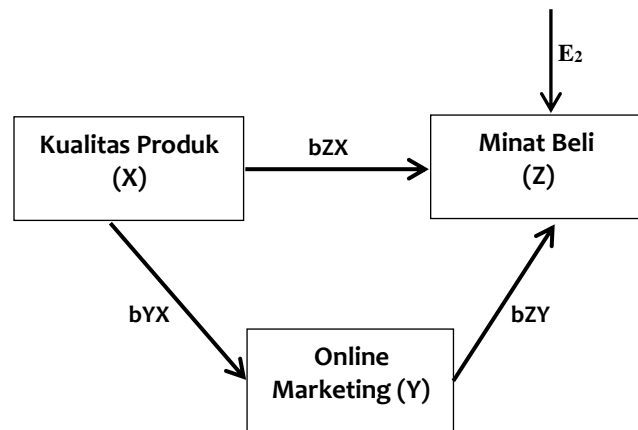 E₂
Kualitas Produk
(X)
bZX
Minat Beli
(Z)
bYX
bZY
Online
Marketing (Y)